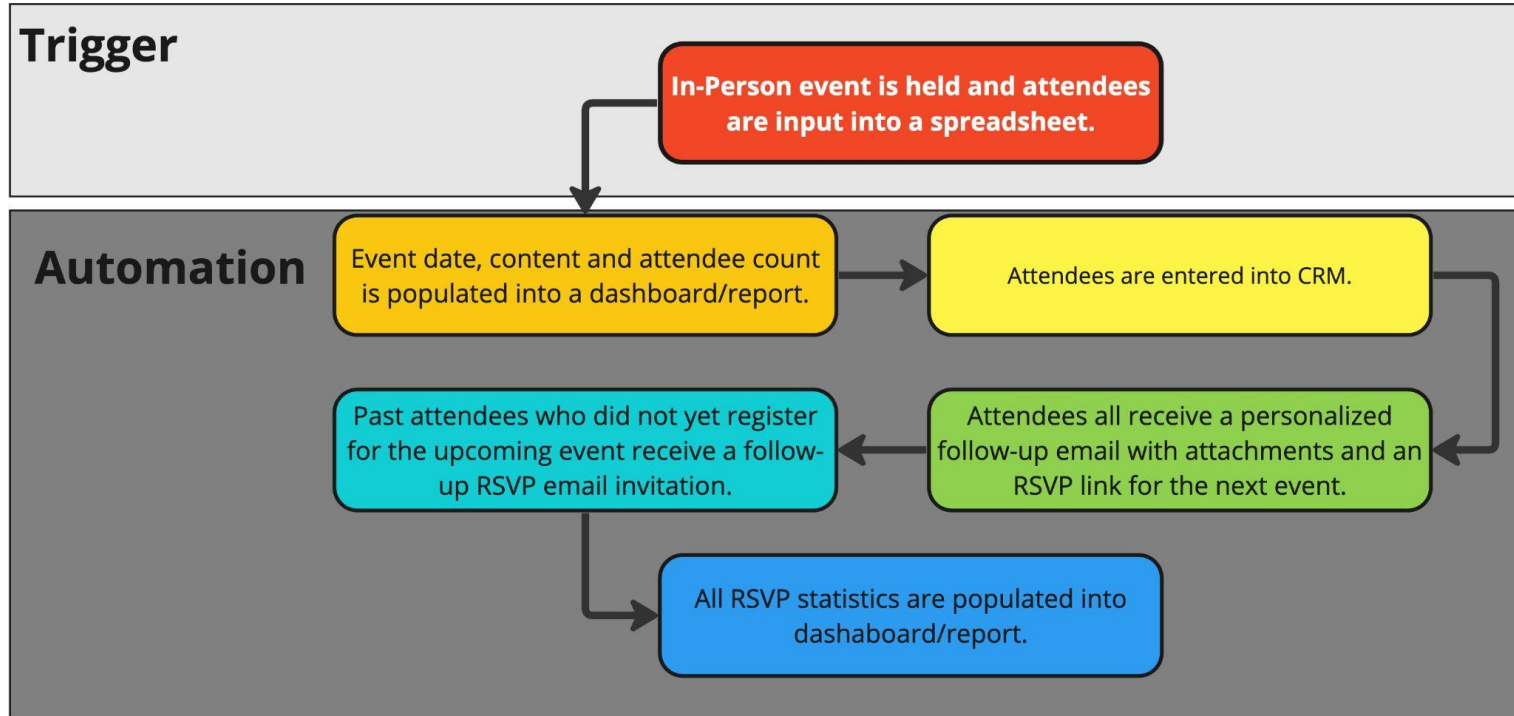 Trigger
In-Person event is held and attendees
are input into a spreadsheet.
Automation
Event date, content and attendee count
is populated into a dashboard/report.
Attendees are entered into CRM.
Attendees all receive a personalized
follow-up email with attachments and an
RSVP link for the next event.
Past attendees who did not yet register
for the upcoming event receive a follow-
up RSVP email invitation.
All RSVP statistics are populated into
dashaboard/report.